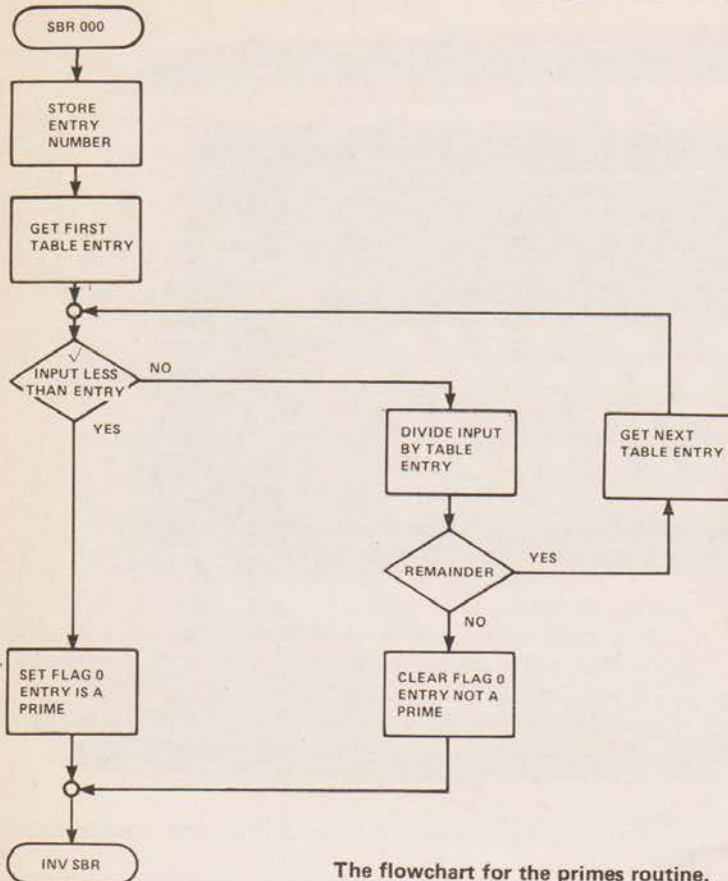 SBR 000
STORE
ENTRY
NUMBER
GET FIRST
TABLE ENTRY
INPUT LESS
THAN ENTRY
NO
YES
DIVIDE INPUT
BY TABLE
ENTRY
GET NEXT
TABLE ENTRY
REMAINDER
YES
NO
SET FLAG 0
ENTRY IS A
PRIME
CLEAR FLAG 0
ENTRY NOT A
PRIME
INV SBR
The flowchart for the primes routine.